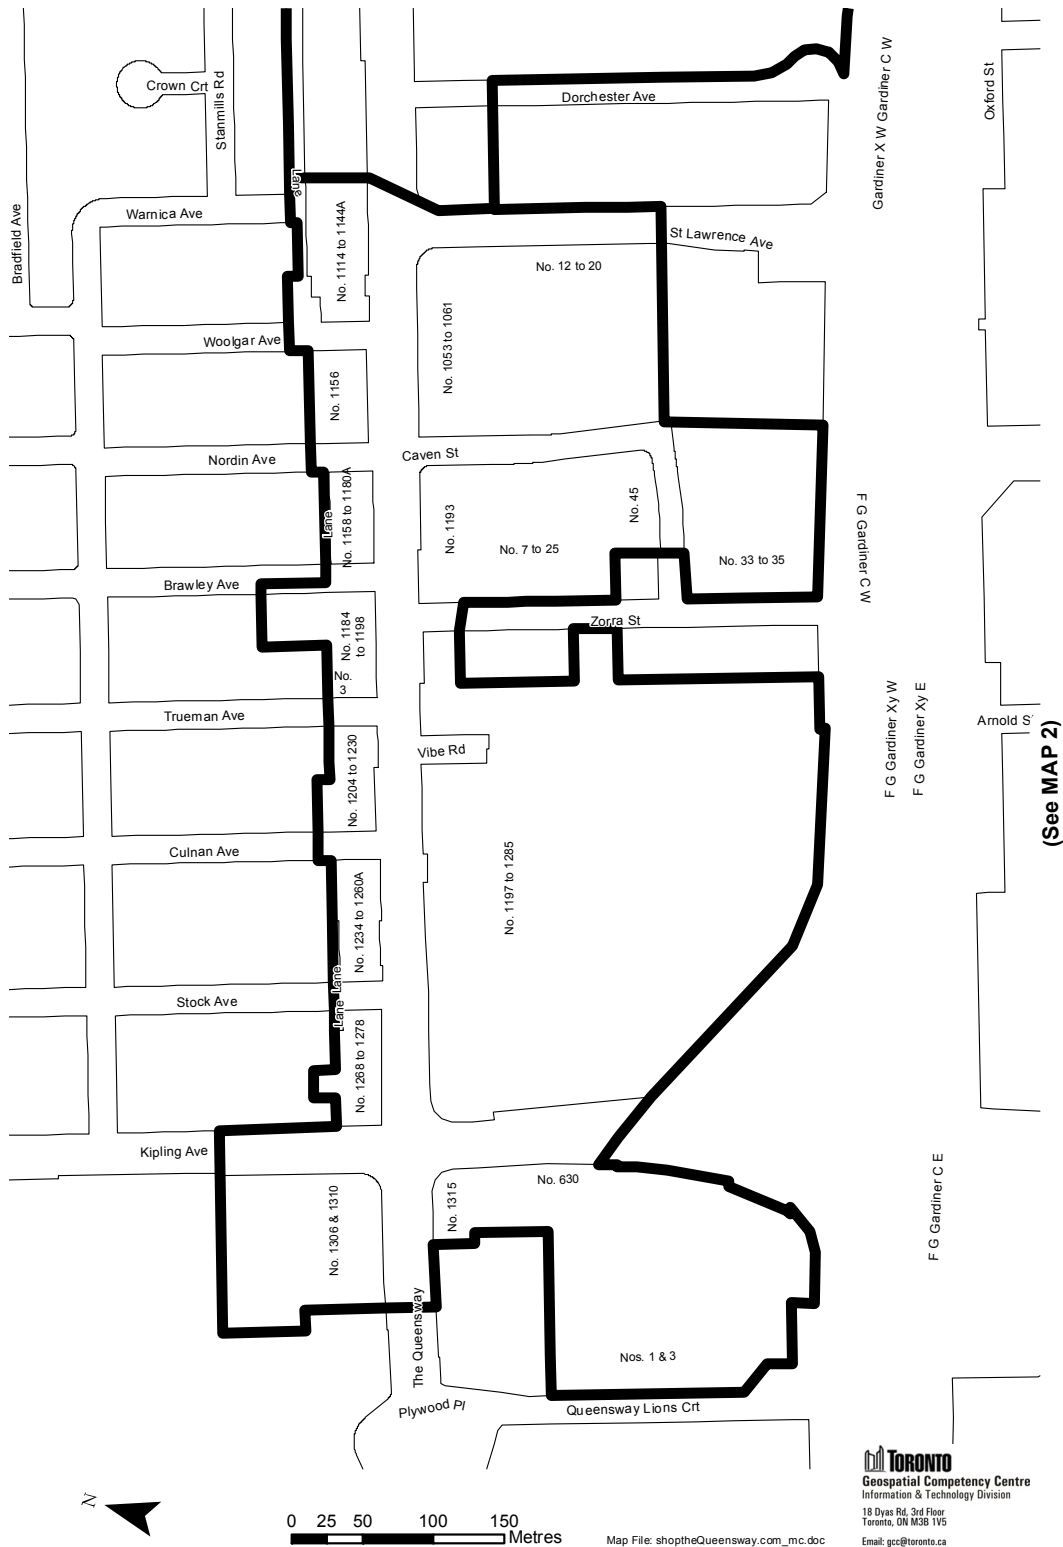 Crown Crt
Stanmills Rd
Dorchester Ave
Gardiner X W Gardiner C W
Oxford St
Bradfield Ave
Warnica Ave
Lane
No. 1114 to 1144A
St Lawrence Ave
No. 12 to 20
No. 1053 to 1061
Woolgar Ave
No. 1156
Nordin Ave
Caven St
Lane
No. 1158 to 1180A
No. 1193
No. 7 to 25
No. 45
No. 33 to 35
F G Gardiner C W
Brawley Ave
No. 1184
to 1198
No.
3
Zorra St
Trueman Ave
Vibe Rd
F G Gardiner Xy W
F G Gardiner Xy E
Arnold S
(See MAP 2)
No. 1204 to 1230
Culnan Ave
No. 1234 to 1260A
No. 1197 to 1285
Lane
Lane
Stock Ave
No. 1268 to 1278
Kipling Ave
No. 1306 & 1310
No. 1315
No. 630
F G Gardiner C E
The Queensway
Nos. 1 & 3
Plywood Pl
Queensway Lions Crt
N
0 25 50 100 150
Metres
Map File: shoptheQueensway.com_mc.doc
TORONTO
Geospatial Competency Centre
Information & Technology Division
18 Dyas Rd, 3rd Floor
Toronto, ON M3B 1V5
Email: gcc@toronto.ca